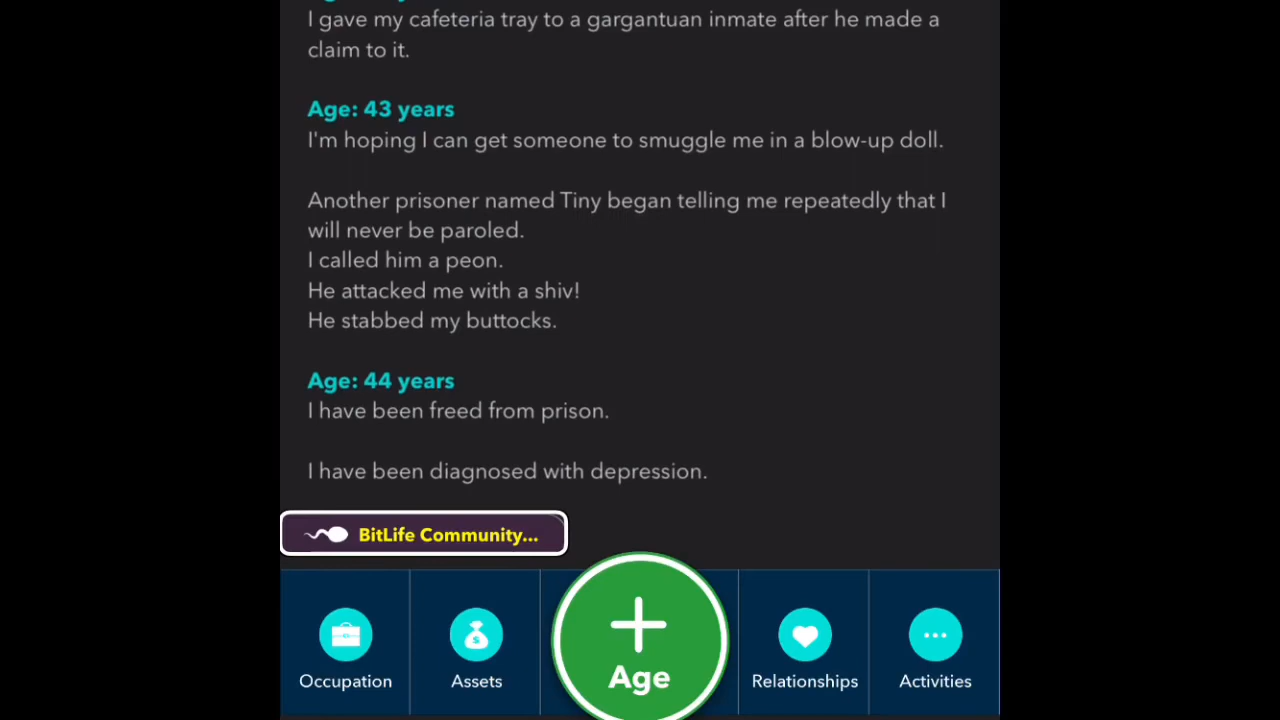 I gave my cafeteria tray to a gargantuan inmate after he made a
claim to it.
Age: 43 years
I'm hoping I can get someone to smuggle me in a blow-up doll.
Another prisoner named Tiny began telling me repeatedly that I
will never be paroled.
I called him a peon.
He attacked me with a shiv!
He stabbed my buttocks.
Age: 44 years
I have been freed from prison.
I have been diagnosed with depression.
BitLife Community...
Occupation
Assets
Age
Relationships
Activities